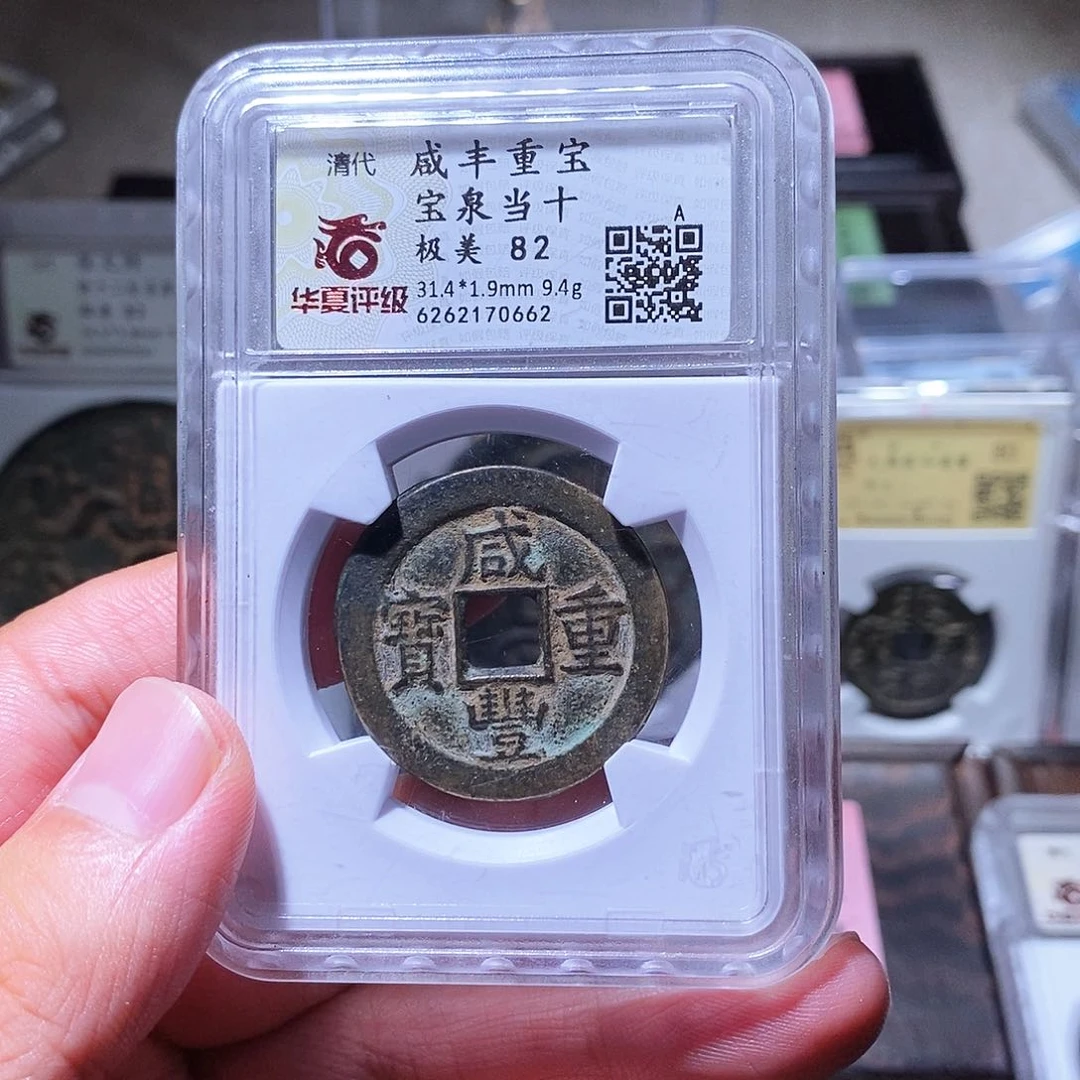 清代 咸丰重宝
宝泉当十
极美 82
A
31.4*1.9mm 9.4g
6262170662
华夏评级
咸
寶 重
豐